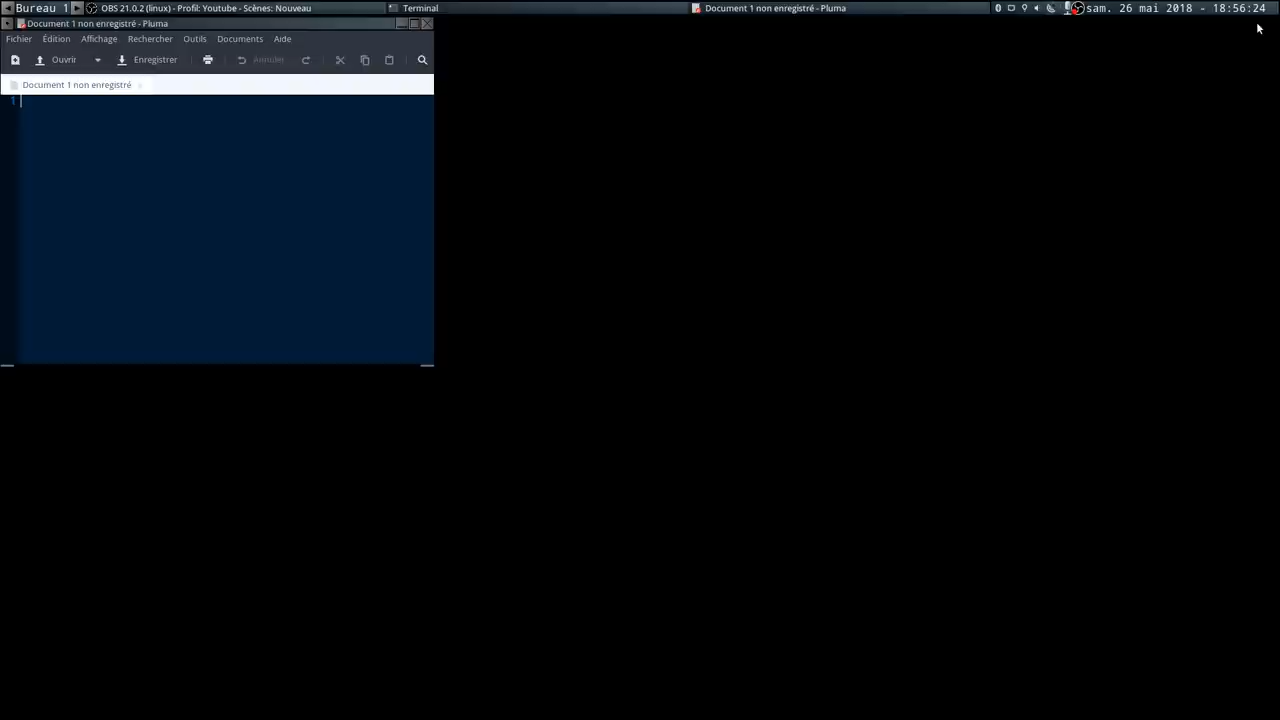 Bureau 1 OBS 21.0.2 (linux) - Profil: Youtube - Scènes: Nouveau Terminal Document 1 non enregistré - Pluma sam. 26 mai 2018 - 18:56:24
Document 1 non enregistré - Pluma
Fichier Édition Affichage Rechercher Outils Documents Aide
Ouvrir Enregistrer Annuler
Document 1 non enregistré
1